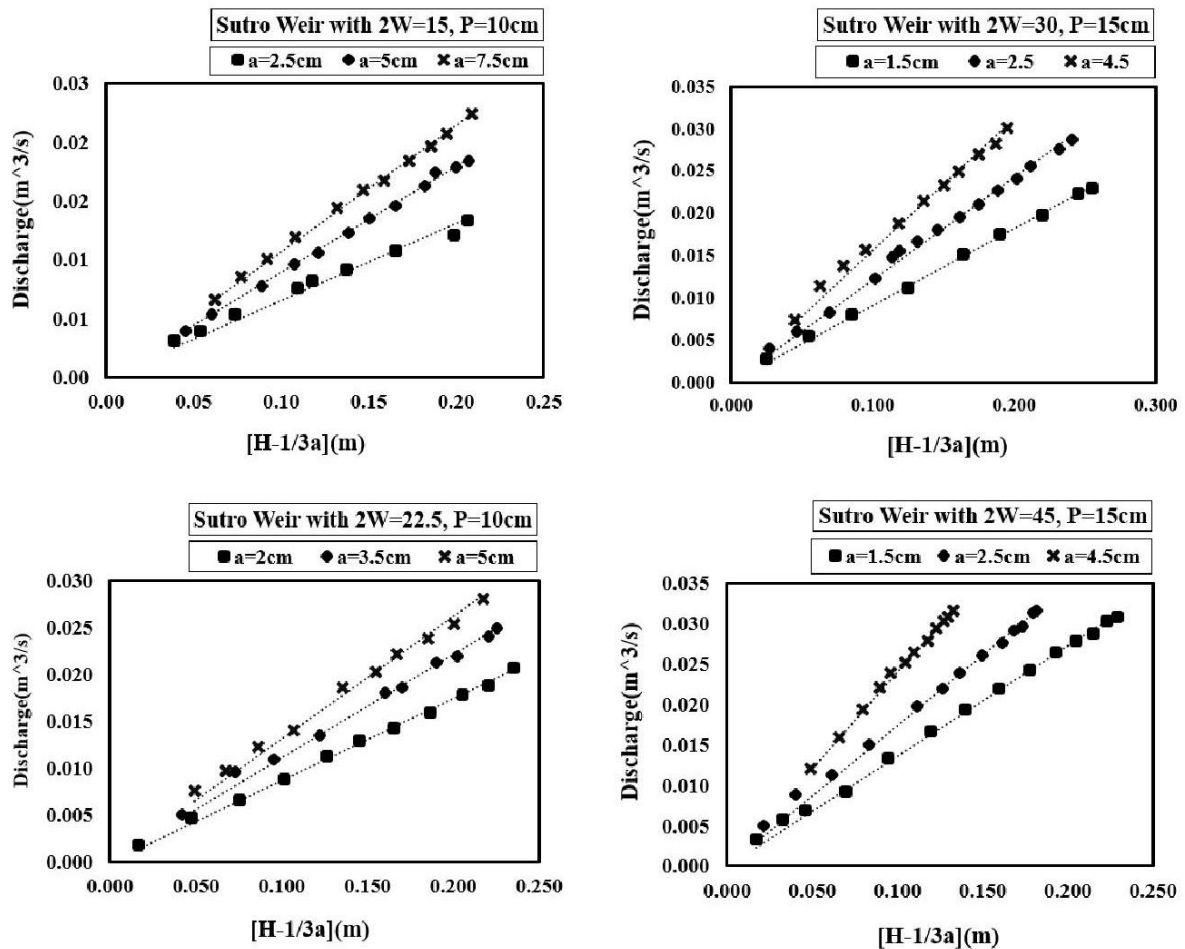 Sutro Weir with 2W=15, P=10cm
a=2.5cm a=5cm a=7.5cm
0.03
0.02
0.02
0.01
0.01
0.00
Discharge(m^3/s)
0.00 0.05 0.10 0.15 0.20 0.25
[H-1/3a](m)
Sutro Weir with 2W=30, P=15cm
a=1.5cm a=2.5 a=4.5
0.035
0.030
0.025
0.020
0.015
0.010
0.005
0.000
Discharge(m^3/s)
0.000 0.100 0.200 0.300
[H-1/3a](m)
Sutro Weir with 2W=22.5, P=10cm
a=2cm a=3.5cm a=5cm
0.030
0.025
0.020
0.015
0.010
0.005
0.000
Discharge(m^3/s)
0.000 0.050 0.100 0.150 0.200 0.250
[H-1/3a](m)
Sutro Weir with 2W=45, P=15cm
a=1.5cm a=2.5cm a=4.5cm
0.035
0.030
0.025
0.020
0.015
0.010
0.005
0.000
Discharge(m^3/s)
0.000 0.050 0.100 0.150 0.200 0.250
[H-1/3a](m)